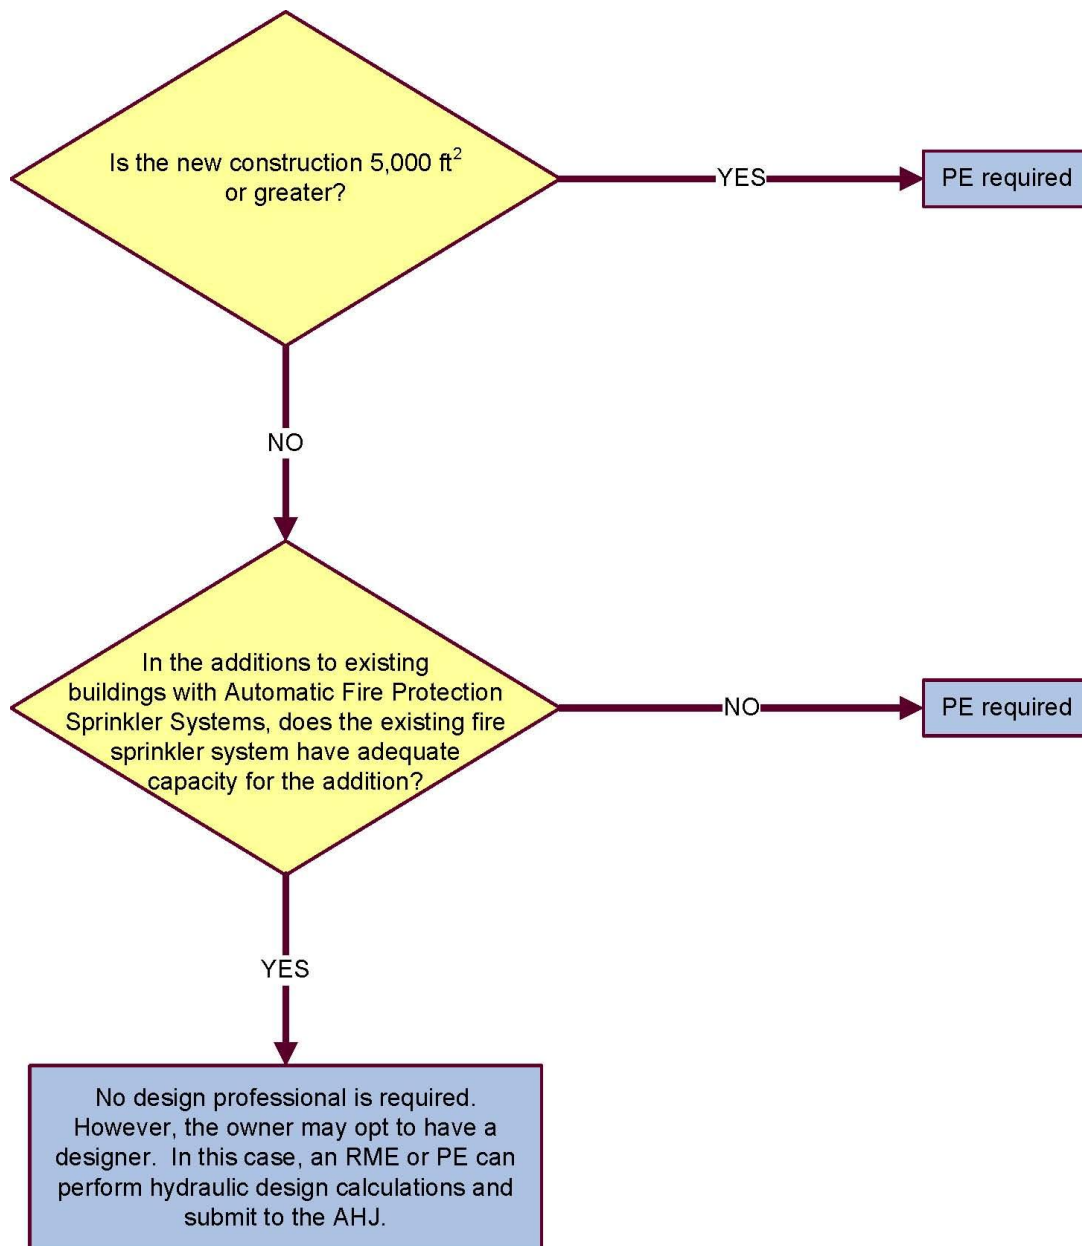 Is the new construction 5,000 ft²
or greater?
YES
PE required
NO
In the additions to existing
buildings with Automatic Fire Protection
Sprinkler Systems, does the existing fire
sprinkler system have adequate
capacity for the addition?
NO
PE required
YES
No design professional is required.
However, the owner may opt to have a
designer.  In this case, an RME or PE can
perform hydraulic design calculations and
submit to the AHJ.